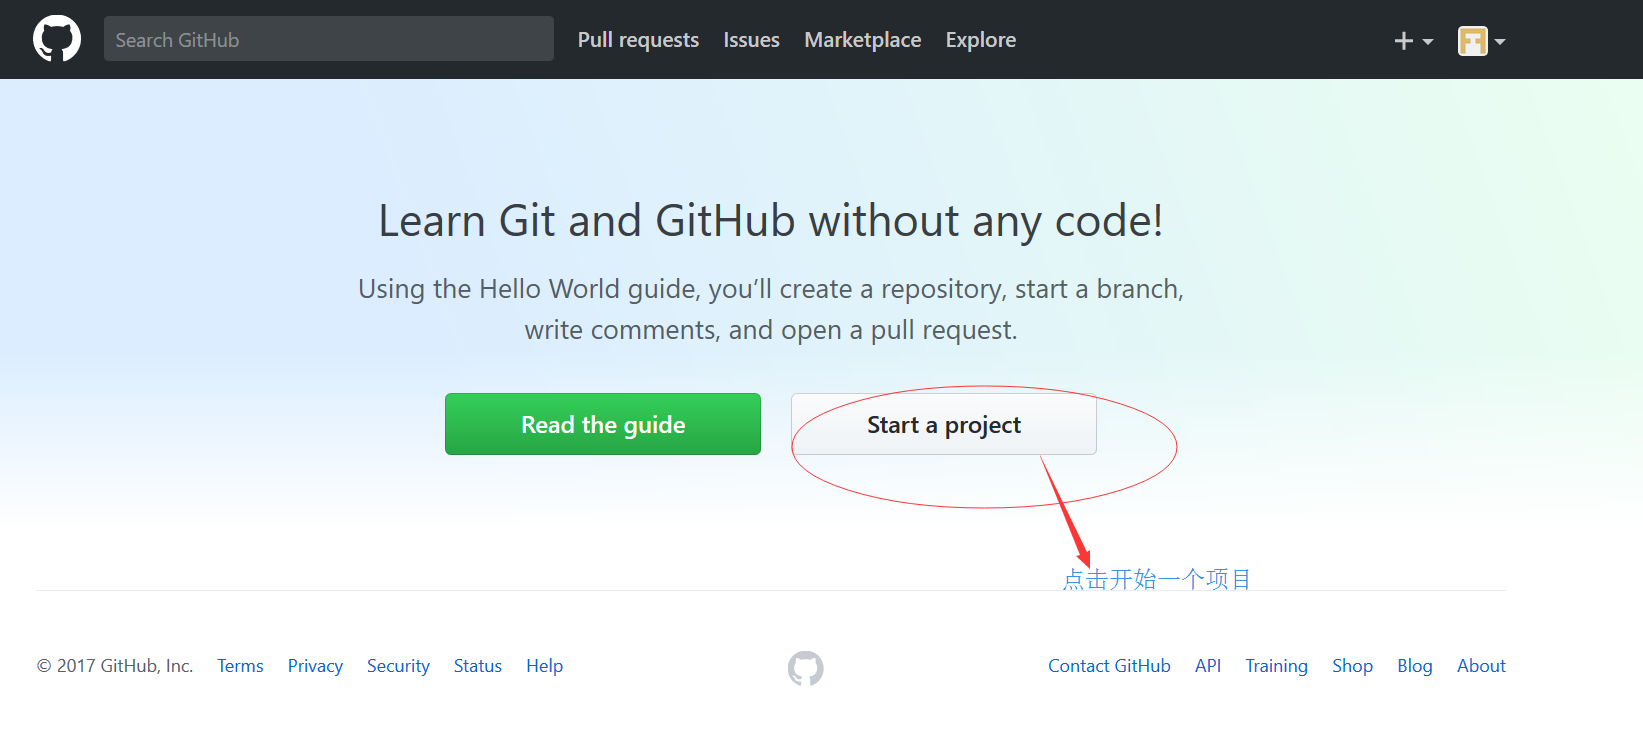 Search GitHub
Pull requests Issues Marketplace Explore
Learn Git and GitHub without any code!
Using the Hello World guide, you’ll create a repository, start a branch,
write comments, and open a pull request.
Read the guide
Start a project
点击开始一个项目
© 2017 GitHub, Inc. Terms Privacy Security Status Help
Contact GitHub API Training Shop Blog About